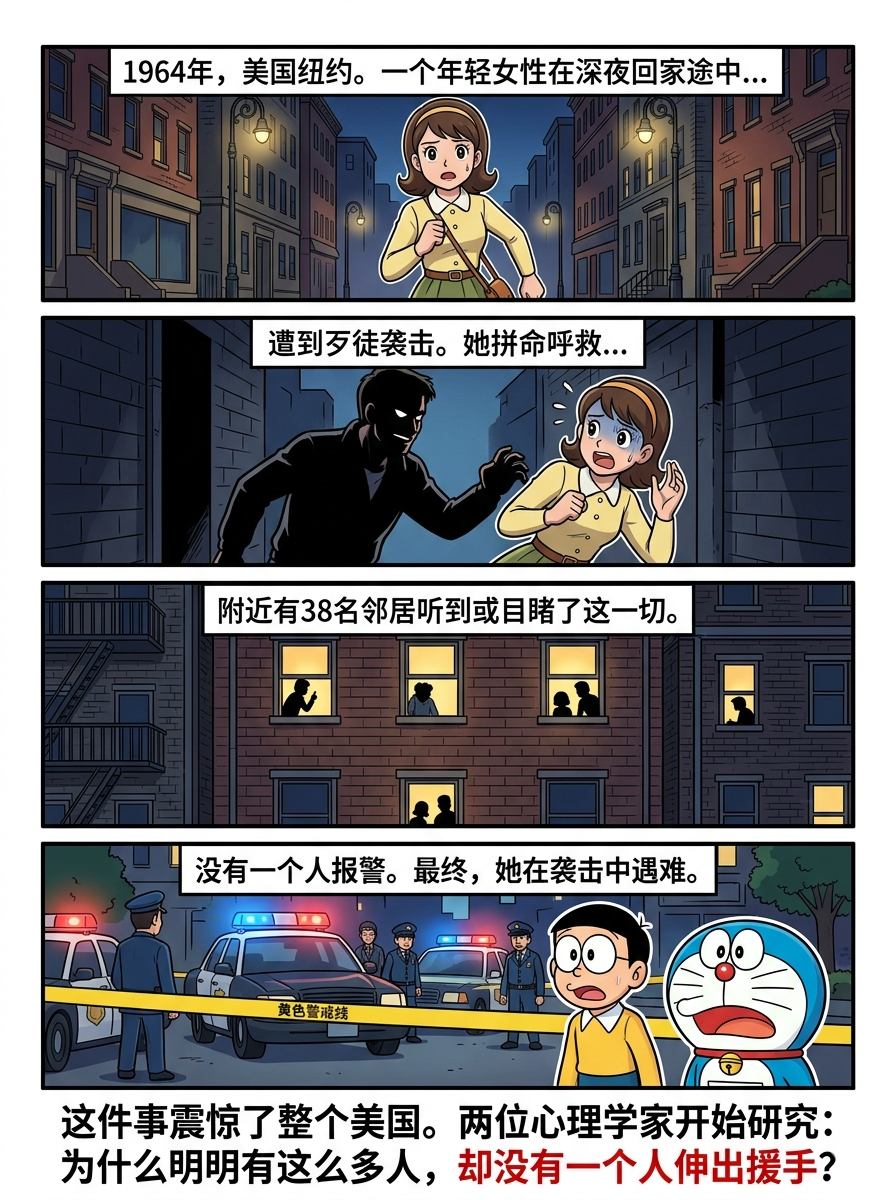 1964年，美国纽约。一个年轻女性在深夜回家途中...
遭到歹徒袭击。她拼命呼救...
附近有38名邻居听到或目睹了这一切。
没有一个人报警。最终，她在袭击中遇难。
黄色警戒线
这件事震惊了整个美国。两位心理学家开始研究：
为什么明明有这么多人，却没有一个人伸出援手？